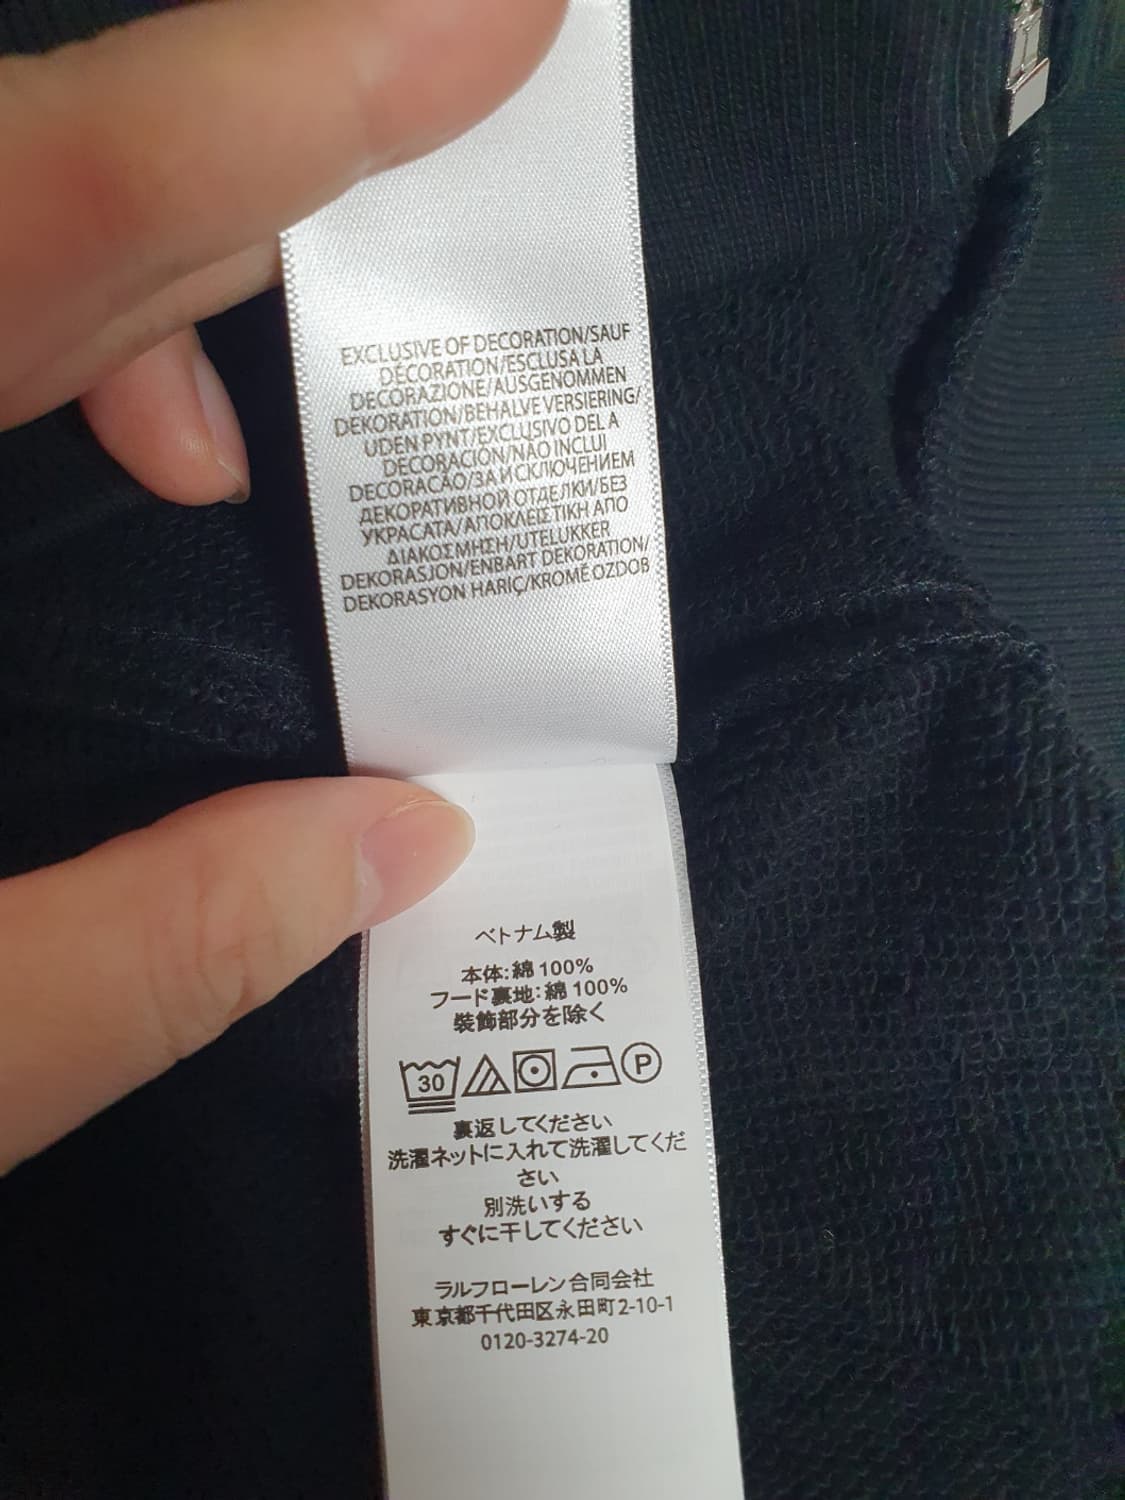 EXCLUSIVE OF DECORATION/SAUF
DÉCORATION/ESCLUSA LA
DECORAZIONE/AUSGENOMMEN
DEKORATION/BEHALVE VERSIERING/
UDEN PYNT/EXCLUSIVO DEL A
DECORACIÓN/NÃO INCLUI
DECORAÇÃO/ЗА ИСКЛЮЧЕНИЕМ
ДЕКОРАТИВНОЙ ОТДЕЛКИ/БЕЗ
УКРАСАТА/ΑΠΟΚΛΕΙΣΤΙΚΗ ΑΠΟ
ΔΙΑΚΟΣΜΗΣΗ/UTELUKKER
DEKORASJON/ENBART DEKORATION/
DEKORASYON HARIÇ/KROMĚ OZDOB
ベトナム製
本体: 綿 100%
フード裏地: 綿 100%
装飾部分を除く
30 P
裏返してください
洗濯ネットに入れて洗濯してくだ
さい
別洗いする
すぐに干してください
ラルフローレン合同会社
東京都千代田区永田町2-10-1
0120-3274-20